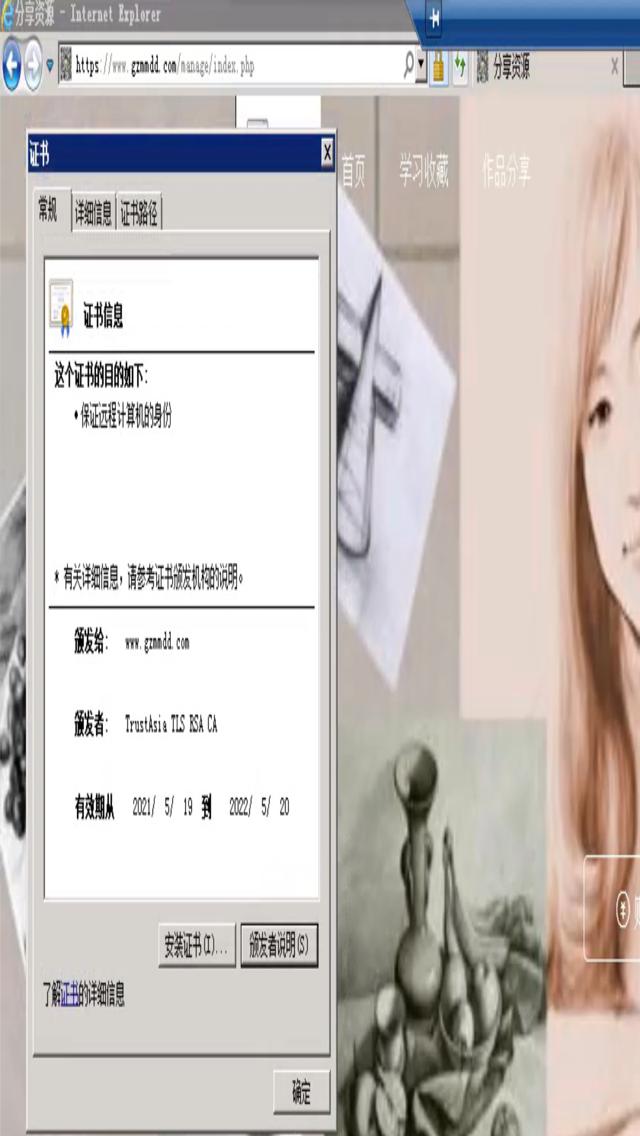 分享资源 - Internet Explorer
https://www.gzmmdd.com/manage/index.php
分享资源
首页 学习收藏 作品分享
证书
常规 详细信息 证书路径
证书信息
这个证书的目的如下:
•保证远程计算机的身份
* 有关详细信息，请参考证书颁发机构的说明。
颁发给: www.gzmmdd.com
颁发者: TrustAsia TLS RSA CA
有效期从 2021/ 5/ 19 到 2022/ 5/ 20
安装证书(I)... 颁发者说明(S)
了解证书的详细信息
确定